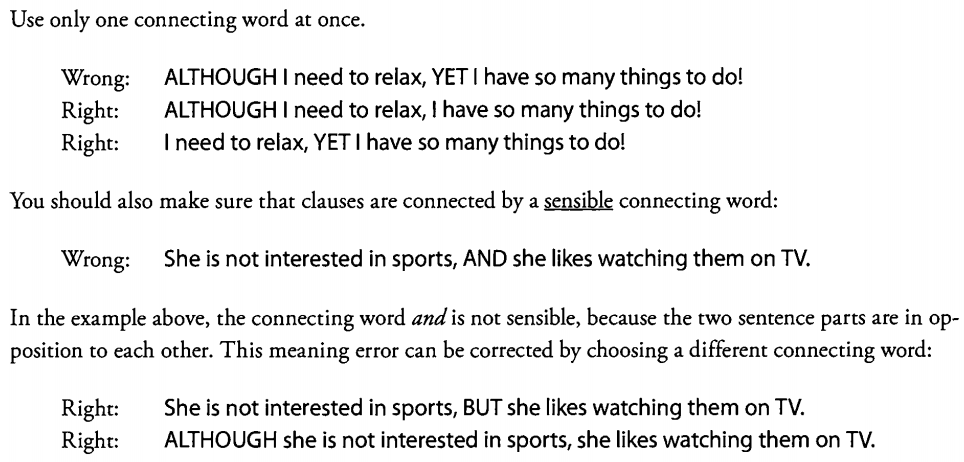 Use only one connecting word at once.
Wrong: ALTHOUGH I need to relax, YET I have so many things to do!
Right: ALTHOUGH I need to relax, I have so many things to do!
Right: I need to relax, YET I have so many things to do!
You should also make sure that clauses are connected by a sensible connecting word:
Wrong: She is not interested in sports, AND she likes watching them on TV.
In the example above, the connecting word and is not sensible, because the two sentence parts are in op-
position to each other. This meaning error can be corrected by choosing a different connecting word:
Right: She is not interested in sports, BUT she likes watching them on TV.
Right: ALTHOUGH she is not interested in sports, she likes watching them on TV.